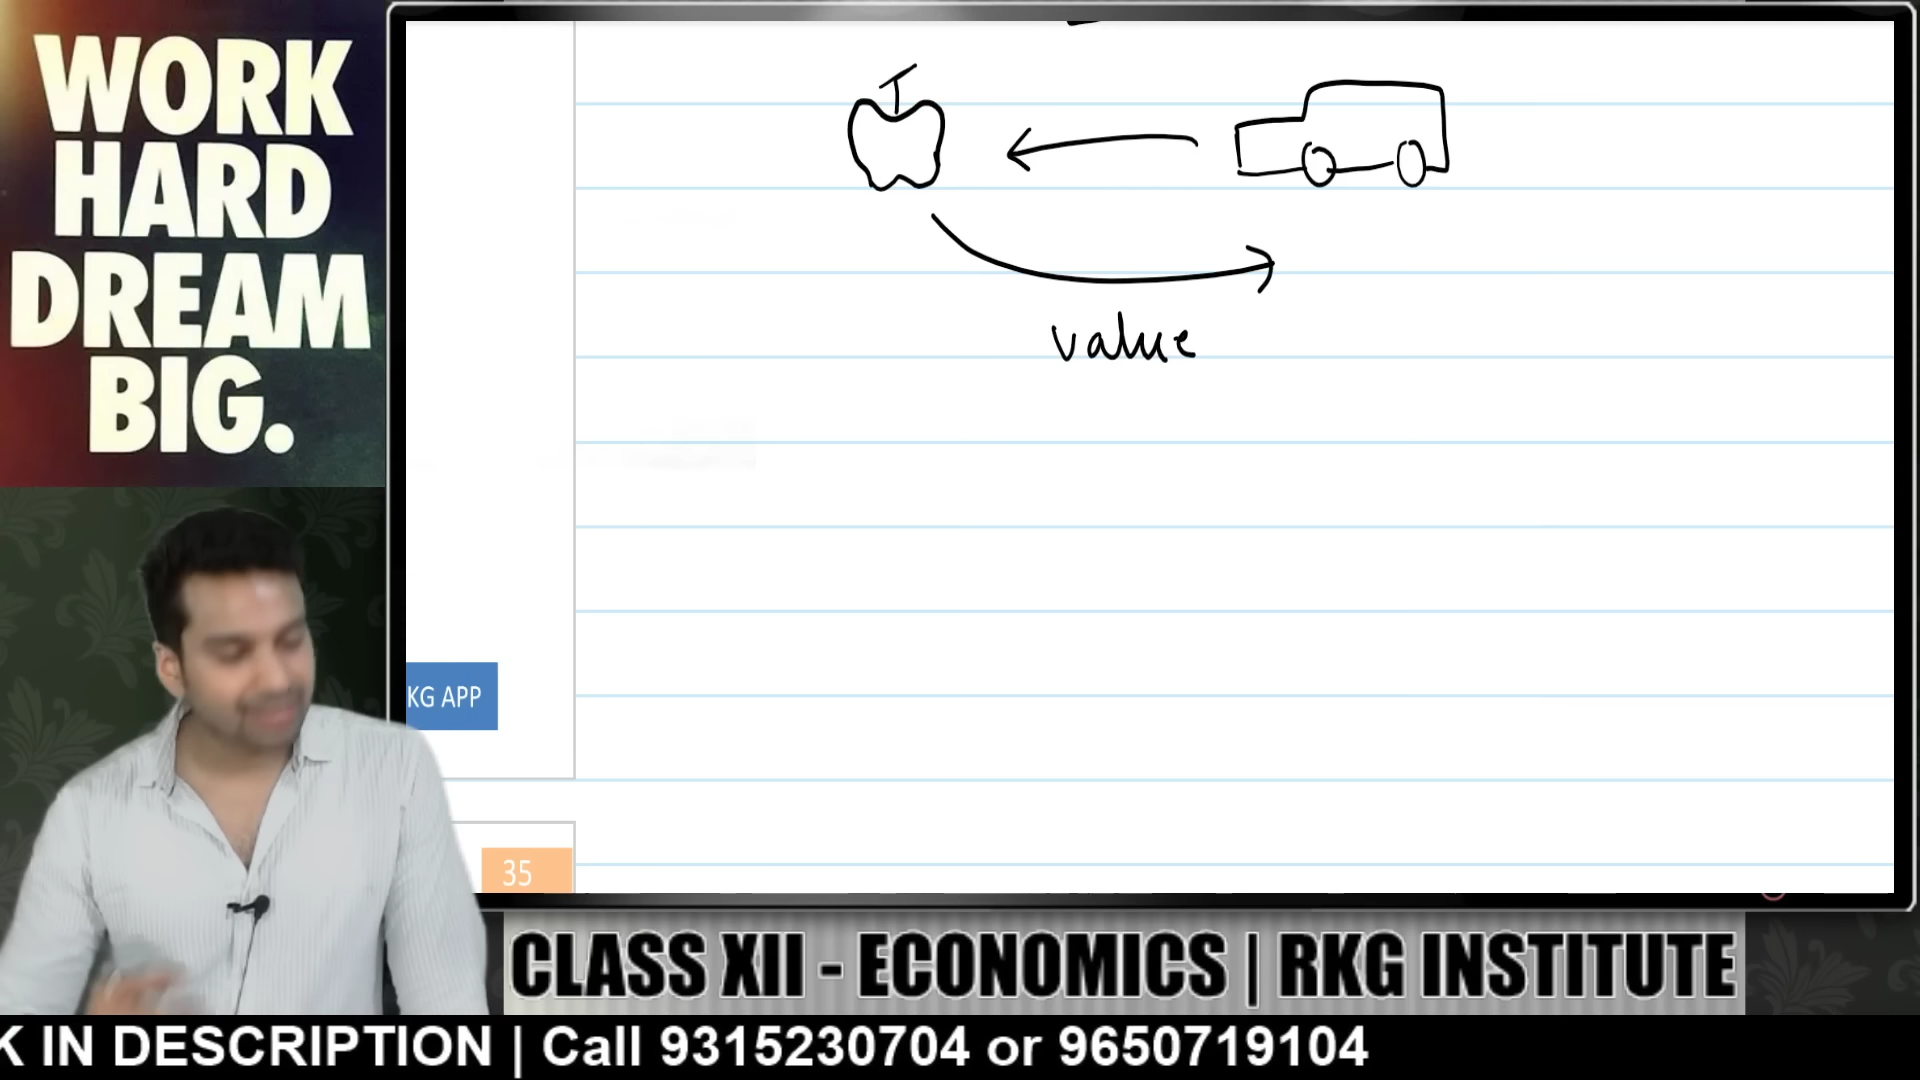 WORK
HARD
DREAM
BIG.
value
KG APP
35
CLASS XII - ECONOMICS | RKG INSTITUTE
K IN DESCRIPTION | Call 9315230704 or 9650719104